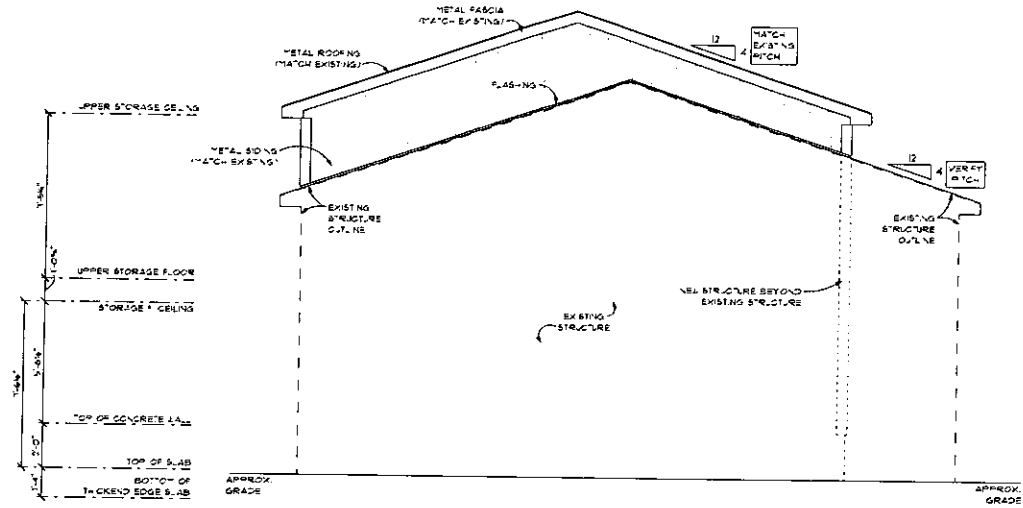 METAL FASCIA
(MATCH EXISTING)
12
4
MATCH
EXISTING
PITCH
METAL ROOFING
(MATCH EXISTING)
FLASHING
UPPER STORAGE CEILING
METAL SIDING
(MATCH EXISTING)
12
4
VERIFY
PITCH
EXISTING
STRUCTURE
OUTLINE
EXISTING
STRUCTURE
OUTLINE
UPPER STORAGE FLOOR
STORAGE CEILING
NEW STRUCTURE BEYOND
EXISTING STRUCTURE
EXISTING
STRUCTURE
TOP OF CONCRETE WALL
2'-0"
TOP OF SLAB
1'-4"
BOTTOM OF
THICKEND EDGE SLAB
APPROX.
GRADE
APPROX.
GRADE